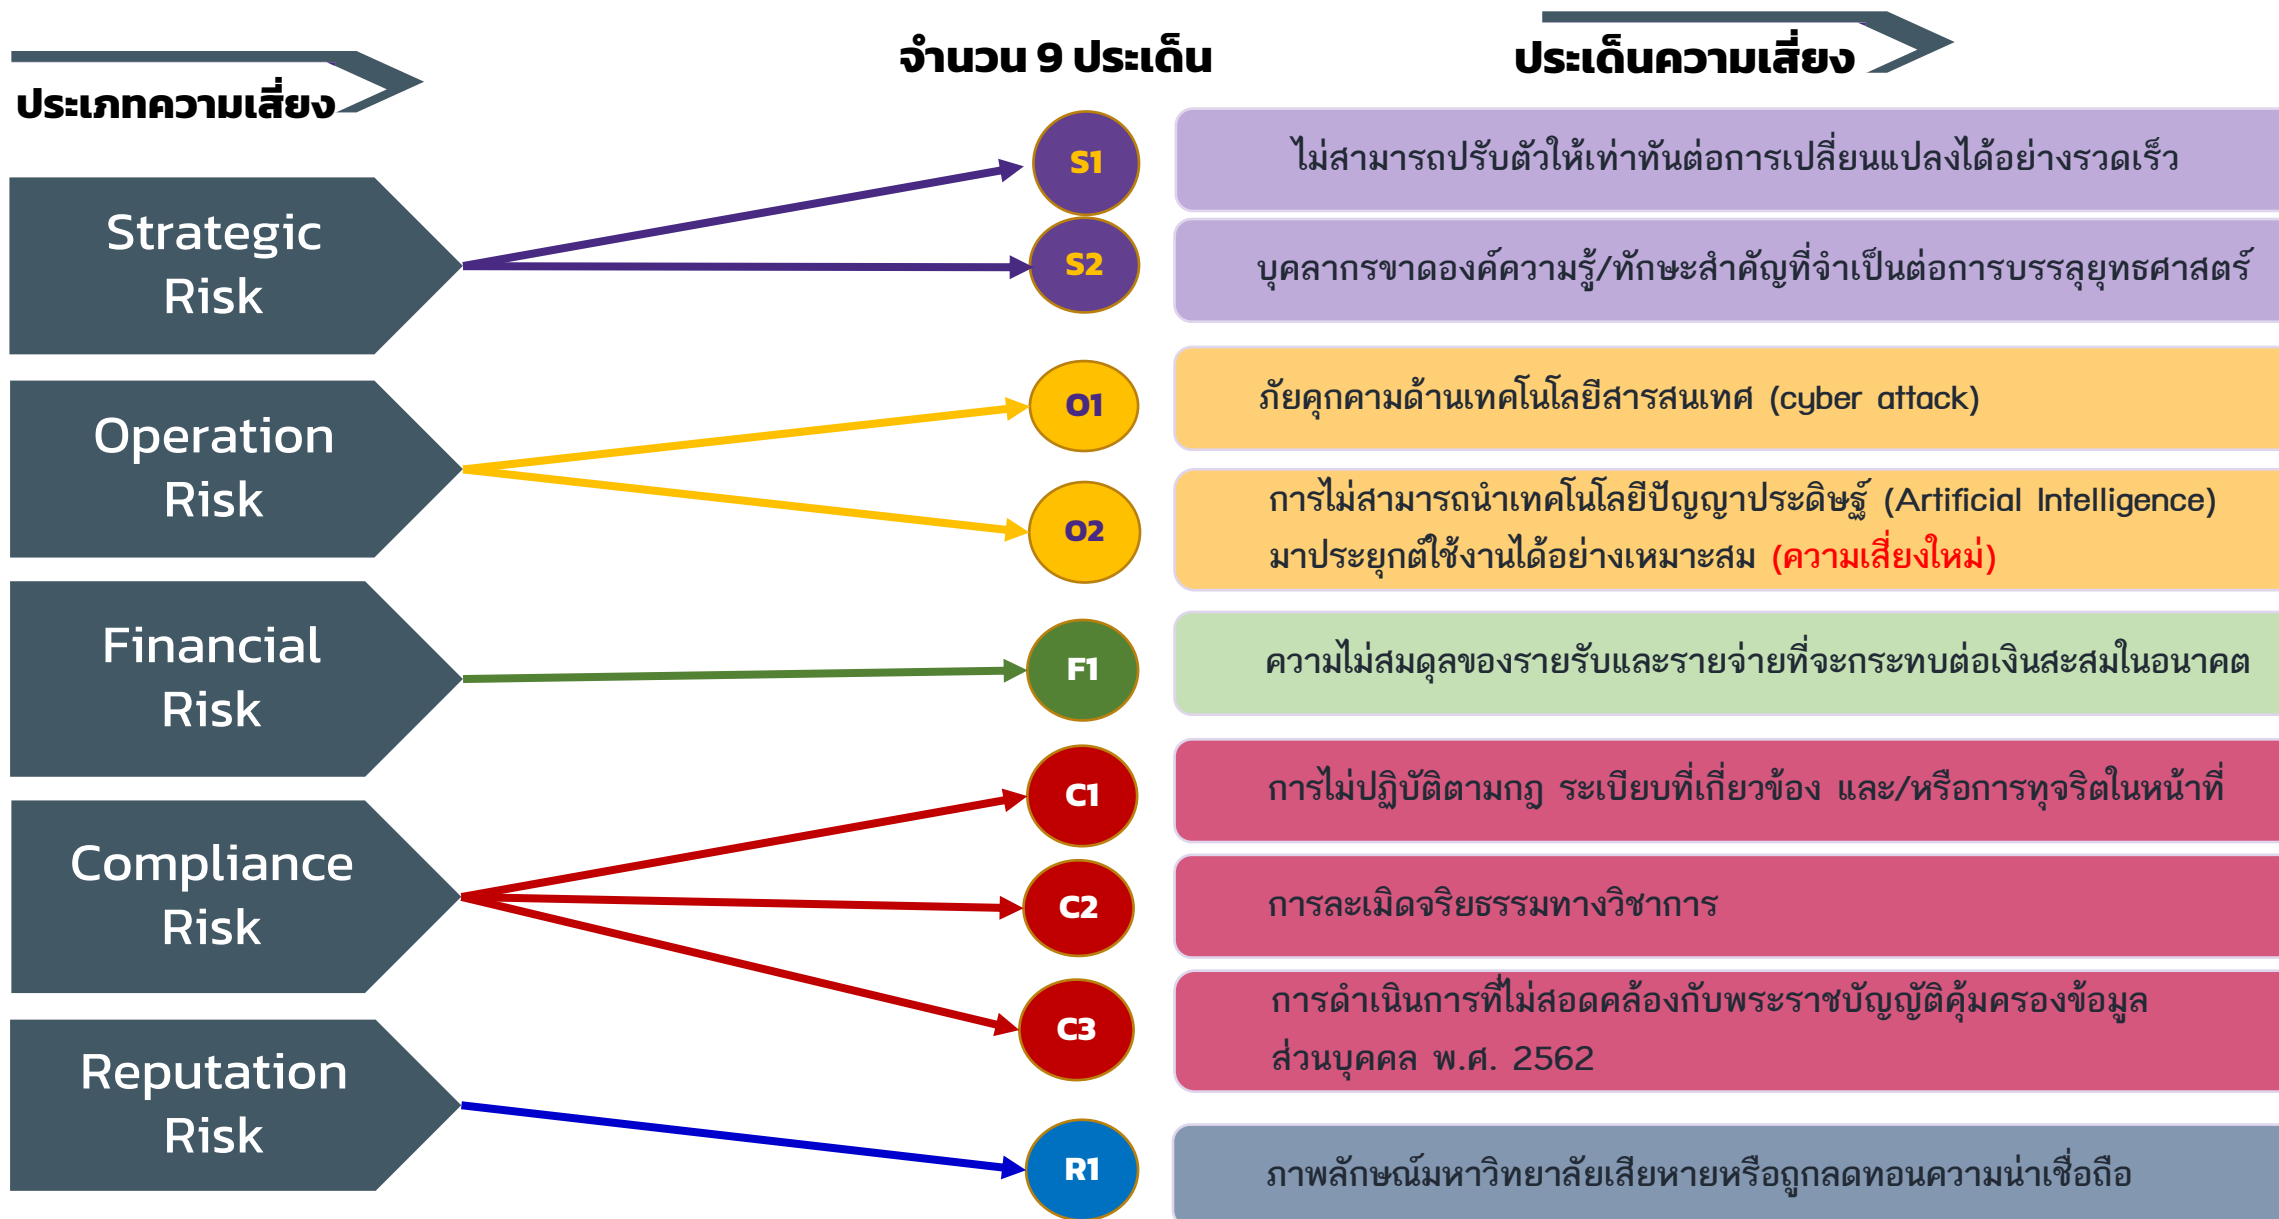 ประเภทความเสี่ยง
จำนวน 9 ประเด็น
ประเด็นความเสี่ยง
Strategic
Risk
S1
ไม่สามารถปรับตัวให้เท่าทันต่อการเปลี่ยนแปลงได้อย่างรวดเร็ว
S2
บุคลากรขาดองค์ความรู้/ทักษะสำคัญที่จำเป็นต่อการบรรลุยุทธศาสตร์
Operation
Risk
O1
ภัยคุกคามด้านเทคโนโลยีสารสนเทศ (cyber attack)
O2
การไม่สามารถนำเทคโนโลยีปัญญาประดิษฐ์ (Artificial Intelligence)
มาประยุกต์ใช้งานได้อย่างเหมาะสม (ความเสี่ยงใหม่)
Financial
Risk
F1
ความไม่สมดุลของรายรับและรายจ่ายที่จะกระทบต่อเงินสะสมในอนาคต
Compliance
Risk
C1
การไม่ปฏิบัติตามกฎ ระเบียบที่เกี่ยวข้อง และ/หรือการทุจริตในหน้าที่
C2
การละเมิดจริยธรรมทางวิชาการ
C3
การดำเนินการที่ไม่สอดคล้องกับพระราชบัญญัติคุ้มครองข้อมูล
ส่วนบุคคล พ.ศ. 2562
Reputation
Risk
R1
ภาพลักษณ์มหาวิทยาลัยเสียหายหรือถูกลดทอนความน่าเชื่อถือ